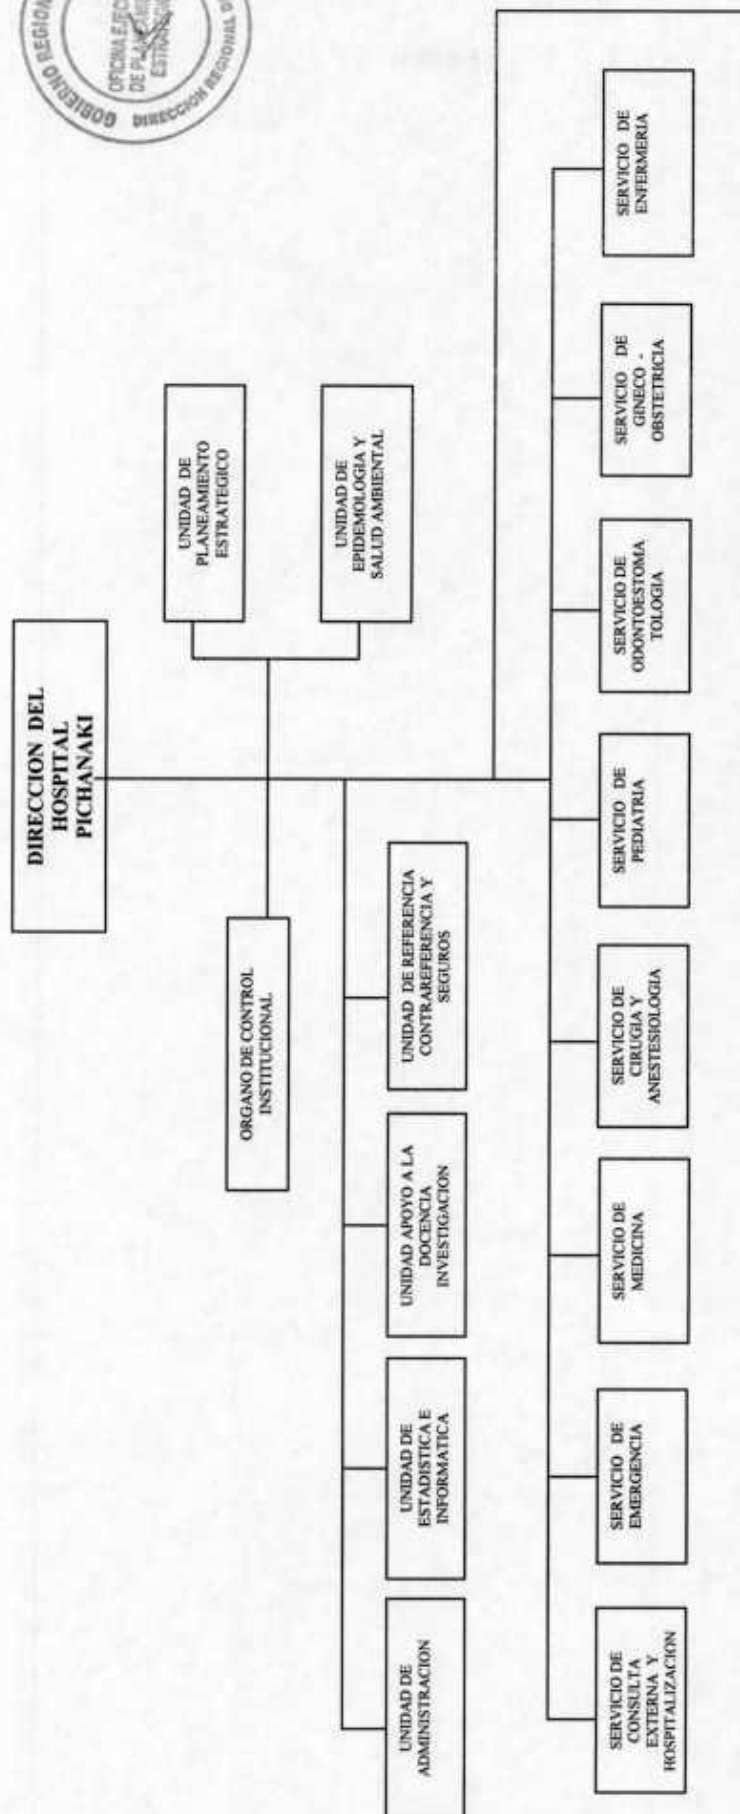 GOBIERNO REGION
DIRECCION REGIONAL D
DIRECCION DEL
HOSPITAL
PICHANAKI
UNIDAD DE
PLANEAMIENTO
ESTRATEGICO
ORGANO DE CONTROL
INSTITUCIONAL
UNIDAD DE
EPIDEMOLOGIA Y
SALUD AMBIENTAL
UNIDAD DE
ADMINISTRACION
UNIDAD DE
ESTADISTICA E
INFORMATICA
UNIDAD APOYO A LA
DOCENCIA
INVESTIGACION
UNIDAD DE REFERENCIA
CONTRAREFERENCIA Y
SEGUROS
SERVICIO DE
CONSULTA
EXTERNA Y
HOSPITALIZACION
SERVICIO DE
EMERGENCIA
SERVICIO DE
MEDICINA
SERVICIO DE
CIRUGIA Y
ANESTESIOLOGIA
SERVICIO DE
PEDIATRIA
SERVICIO DE
ODONTOESTOMA
TOLOGIA
SERVICIO DE
GINECO -
OBSTETRICIA
SERVICIO DE
ENFERMERIA